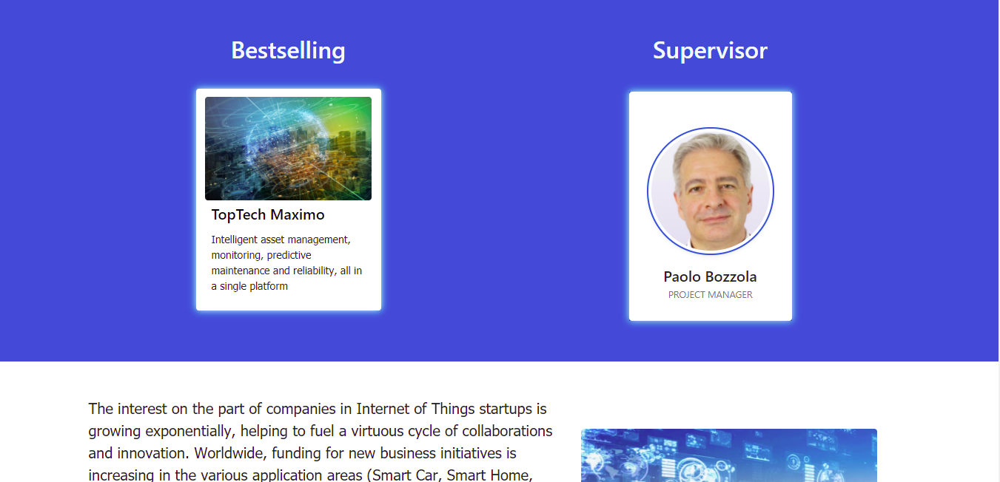 Bestselling
Supervisor
TopTech Maximo
Intelligent asset management,
monitoring, predictive
maintenance and reliability, all in
a single platform
Paolo Bozzola
PROJECT MANAGER
The interest on the part of companies in Internet of Things startups is
growing exponentially, helping to fuel a virtuous cycle of collaborations
and innovation. Worldwide, funding for new business initiatives is
increasing in the various application areas (Smart Car, Smart Home,